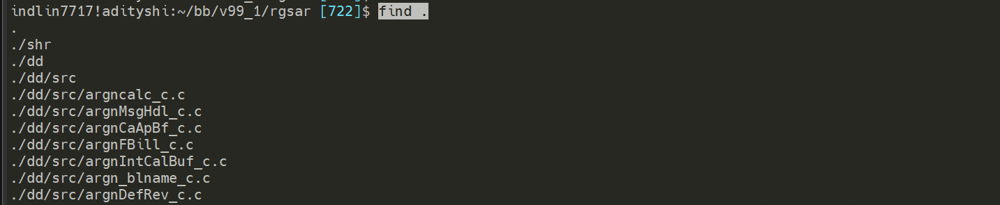 indlin7717!adityshi:~/bb/v99_1/rgsar [722]$ find .
.
./shr
./dd
./dd/src
./dd/src/argncalc_c.c
./dd/src/argnMsgHdl_c.c
./dd/src/argnCaApBf_c.c
./dd/src/argnFBill_c.c
./dd/src/argnIntCalBuf_c.c
./dd/src/argn_blname_c.c
./dd/src/argnDefRev_c.c